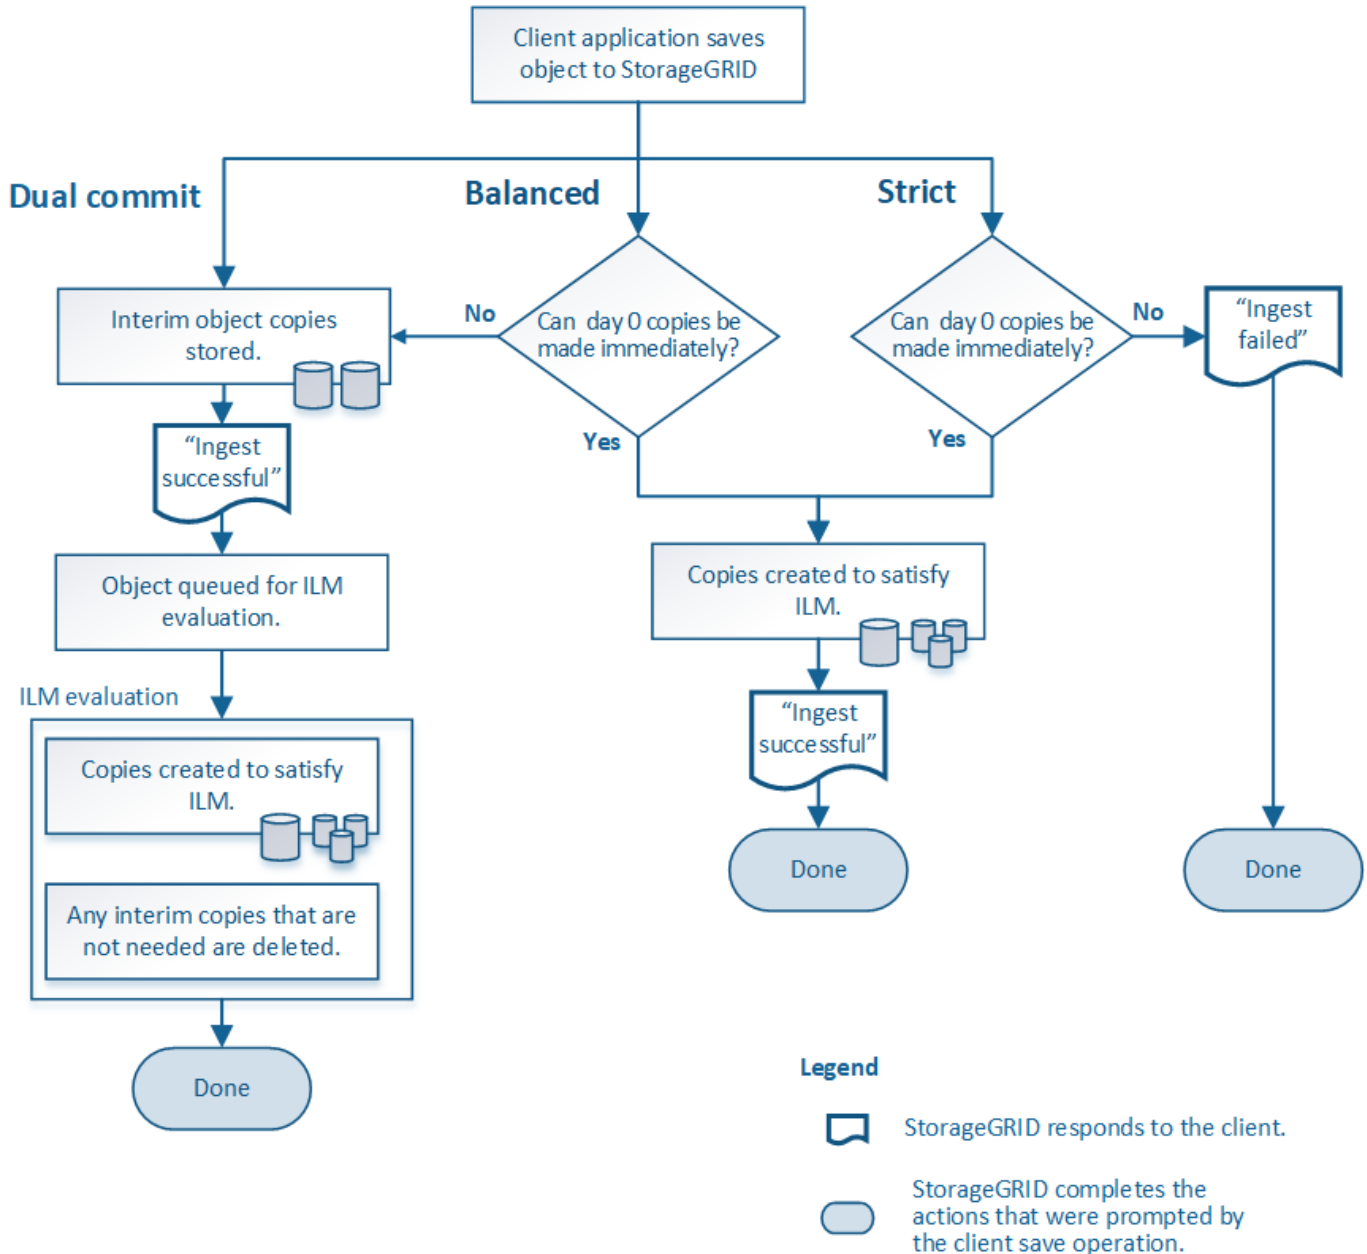 Client application saves
object to StorageGRID
Dual commit
Balanced
Strict
Interim object copies
stored.
No
Can day 0 copies be
made immediately?
Can day 0 copies be
made immediately?
No
“Ingest
failed”
Yes
Yes
“Ingest
successful”
Object queued for ILM
evaluation.
Copies created to satisfy
ILM.
ILM evaluation
“Ingest
successful”
Copies created to satisfy
ILM.
Any interim copies that are
not needed are deleted.
Done
Done
Done
Legend
StorageGRID responds to the client.
StorageGRID completes the
actions that were prompted by
the client save operation.